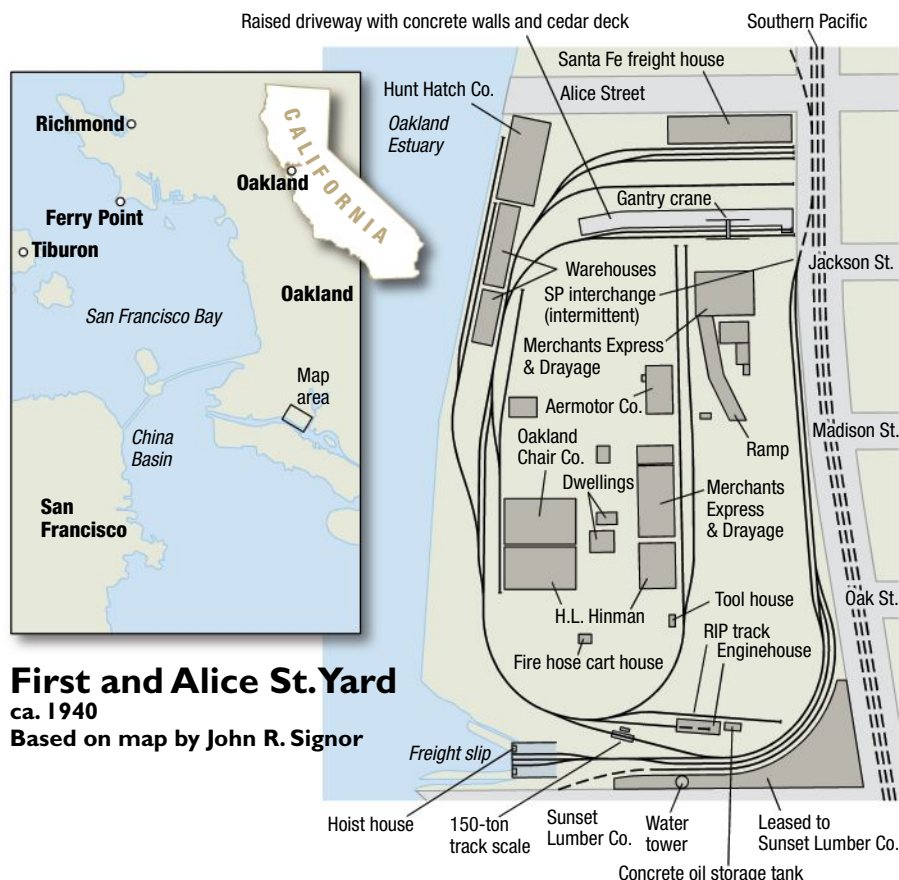 Raised driveway with concrete walls and cedar deck
Southern Pacific
Santa Fe freight house
Hunt Hatch Co.
Alice Street
Oakland
Estuary
Richmond
CALIFORNIA
Oakland
Ferry Point
Tiburon
Oakland
San Francisco Bay
Map
area
China
Basin
San
Francisco
Gantry crane
Warehouses
Jackson St.
SP interchange
(intermittent)
Merchants Express
& Drayage
Aermotor Co.
Ramp
Madison St.
Oakland
Chair Co.
Dwellings
Merchants
Express
& Drayage
H.L. Hinman
Tool house
Oak St.
Fire hose cart house
RIP track
Enginehouse
First and Alice St. Yard
ca. 1940
Based on map by John R. Signor
Freight slip
Hoist house
150-ton
track scale
Sunset
Lumber Co.
Water
tower
Leased to
Sunset Lumber Co.
Concrete oil storage tank